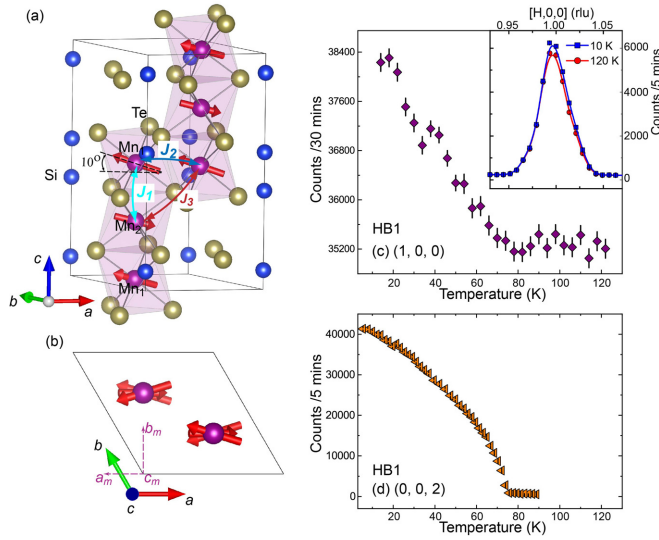 (a)
Te
Mn
J₂
10°
Si
J₁
J₃
Mn₂
Mn₁
c
b
a
(b)
b
bₘ
aₘ
cₘ
c
a
[H,0,0] (rlu)
0.95 1.00 1.05
10 K
120 K
6000
4000
2000
0
Counts /5 mins
38400
37600
36800
36000
35200
Counts /30 mins
HB1
(c) (1, 0, 0)
20 40 60 80 100 120
Temperature (K)
40000
30000
20000
10000
0
Counts /5 mins
HB1
(d) (0, 0, 2)
20 40 60 80 100 120
Temperature (K)